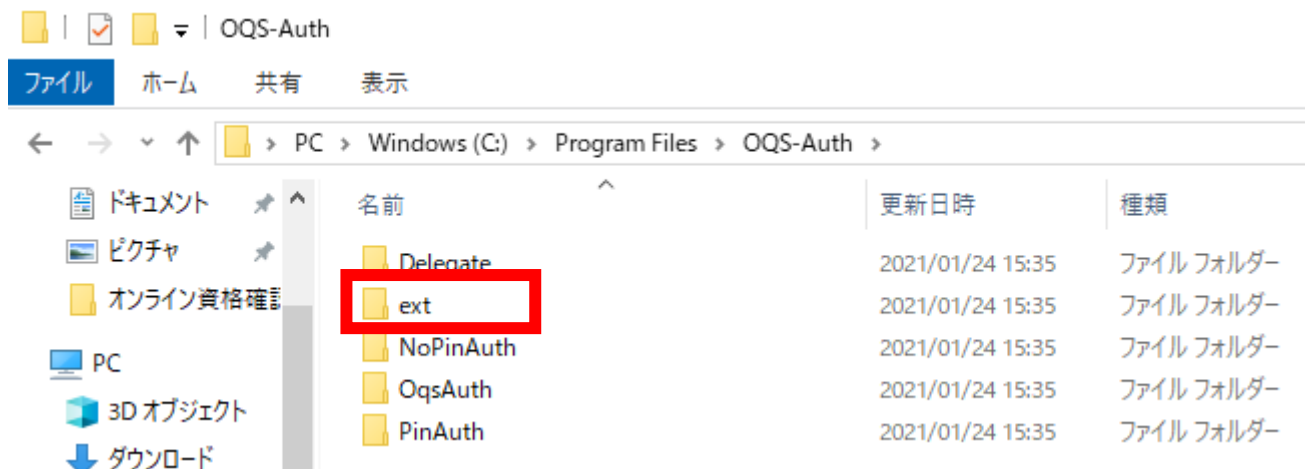 OQS-Auth
ファイル ホーム 共有 表示
PC Windows (C:) Program Files OQS-Auth
ドキュメント
ピクチャ
オンライン資格確認
PC
3D オブジェクト
ダウンロード
名前 更新日時 種類
Delegate 2021/01/24 15:35 ファイル フォルダー
ext 2021/01/24 15:35 ファイル フォルダー
NoPinAuth 2021/01/24 15:35 ファイル フォルダー
OqsAuth 2021/01/24 15:35 ファイル フォルダー
PinAuth 2021/01/24 15:35 ファイル フォルダー